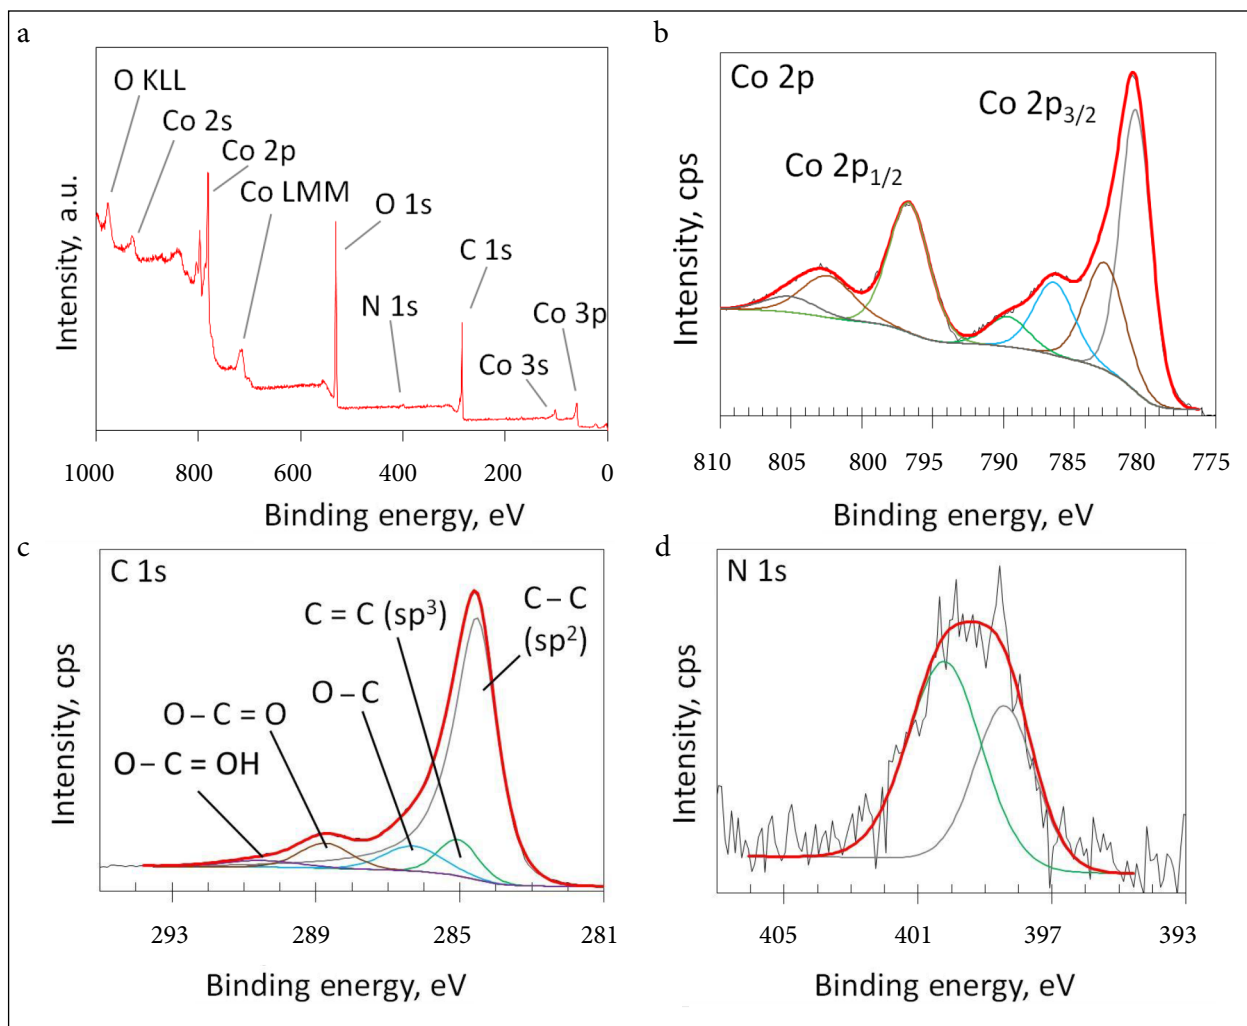 a
O KLL
Co 2s
Co 2p
Co LMM
O 1s
C 1s
N 1s
Co 3p
Co 3s
Intensity, a.u.
1000 800 600 400 200 0
Binding energy, eV
b
Co 2p
Co 2p3/2
Co 2p1/2
Intensity, cps
810 805 800 795 790 785 780 775
Binding energy, eV
c
C 1s
C – C
(sp2)
C = C (sp3)
O – C
O – C = O
O – C = OH
Intensity, cps
293 289 285 281
Binding energy, eV
d
N 1s
Intensity, cps
405 401 397 393
Binding energy, eV